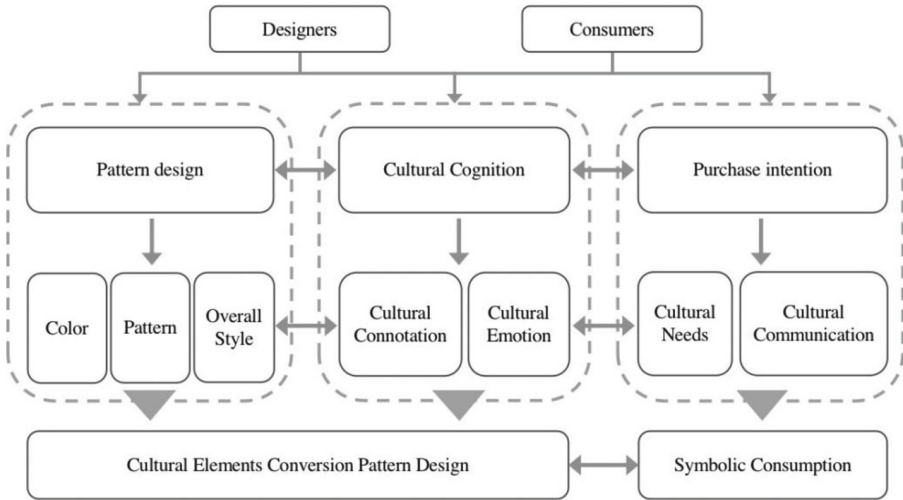 Designers
Consumers
Pattern design
Cultural Cognition
Purchase intention
Color
Pattern
Overall
Style
Cultural
Connotation
Cultural
Emotion
Cultural
Needs
Cultural
Communication
Cultural Elements Conversion Pattern Design
Symbolic Consumption